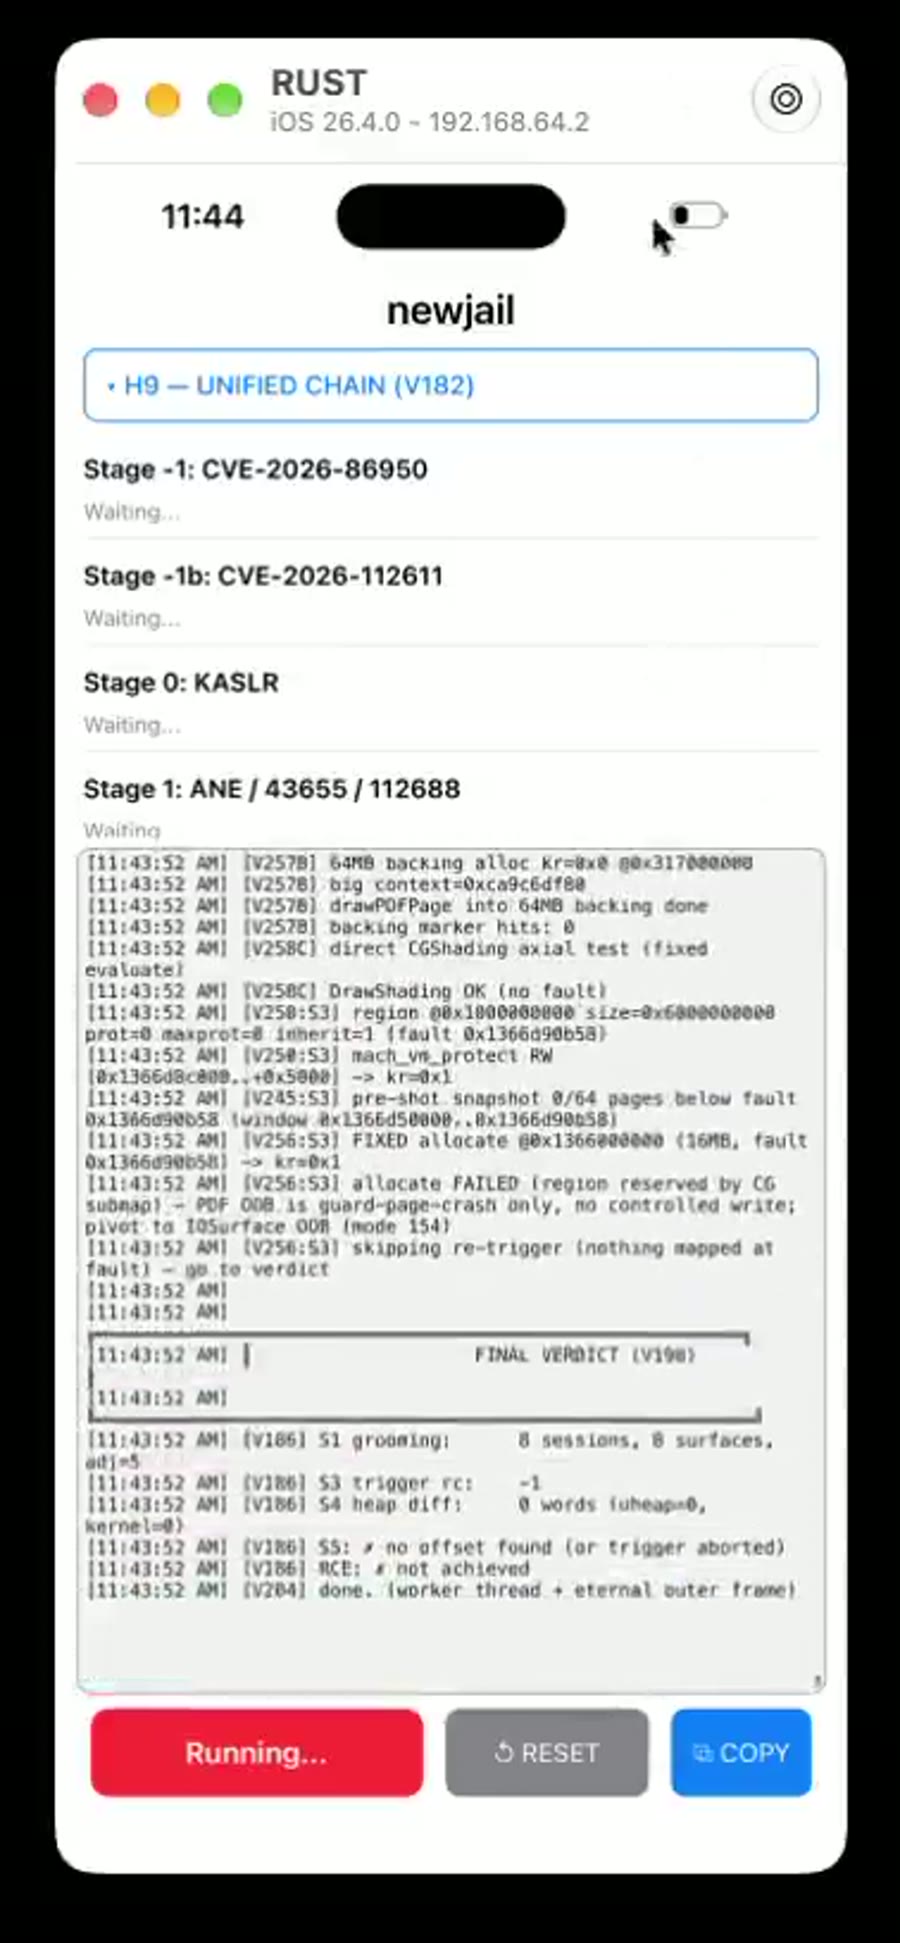 RUST
iOS 26.4.0 - 192.168.64.2
11:44
newjail
H9 — UNIFIED CHAIN (V182)
Stage -1: CVE-2026-86950
Waiting...
Stage -1b: CVE-2026-112611
Waiting...
Stage 0: KASLR
Waiting...
Stage 1: ANE / 43655 / 112688
Waiting
[11:43:52 AM] [V257B] 64MB backing alloc kr=0x0 @0x317000000
[11:43:52 AM] [V257B] big context=0xca9c6df80
[11:43:52 AM] [V257B] drawPDFPage into 64MB backing done
[11:43:52 AM] [V257B] backing marker hits: 0
[11:43:52 AM] [V258C] direct CGShading axial test (fixed
evaluate)
[11:43:52 AM] [V258C] DrawShading OK (no fault)
[11:43:52 AM] [V250:S3] region @0x1000000000 size=0x6000000000
prot=0 maxprot=0 inherit=1 (fault 0x1366d90b58)
[11:43:52 AM] [V250:S3] mach_vm_protect RW
[0x1366d8c000..+0x5000] -> kr=0x1
[11:43:52 AM] [V245:S3] pre-shot snapshot 0/64 pages below fault
0x1366d90b58 (window 0x1366d50000..0x1366d90b58)
[11:43:52 AM] [V256:S3] FIXED allocate @0x1366000000 (16MB, fault
0x1366d90b58) -> kr=0x1
[11:43:52 AM] [V256:S3] allocate FAILED (region reserved by CG
submap) — PDF OOB is guard-page-crash only, no controlled write;
pivot to IOSurface OOB (mode 154)
[11:43:52 AM] [V256:S3] skipping re-trigger (nothing mapped at
fault) — go to verdict
[11:43:52 AM]
[11:43:52 AM]
[11:43:52 AM] FINAL VERDICT (V190)
[11:43:52 AM]
[11:43:52 AM] [V186] S1 grooming: 8 sessions, 8 surfaces,
adj=5
[11:43:52 AM] [V186] S3 trigger rc: -1
[11:43:52 AM] [V186] S4 heap diff: 0 words (uheap=0,
kernel=0)
[11:43:52 AM] [V186] S5: ✗ no offset found (or trigger aborted)
[11:43:52 AM] [V186] RCE: ✗ not achieved
[11:43:52 AM] [V204] done. (worker thread + eternal outer frame)
Running...
RESET
COPY